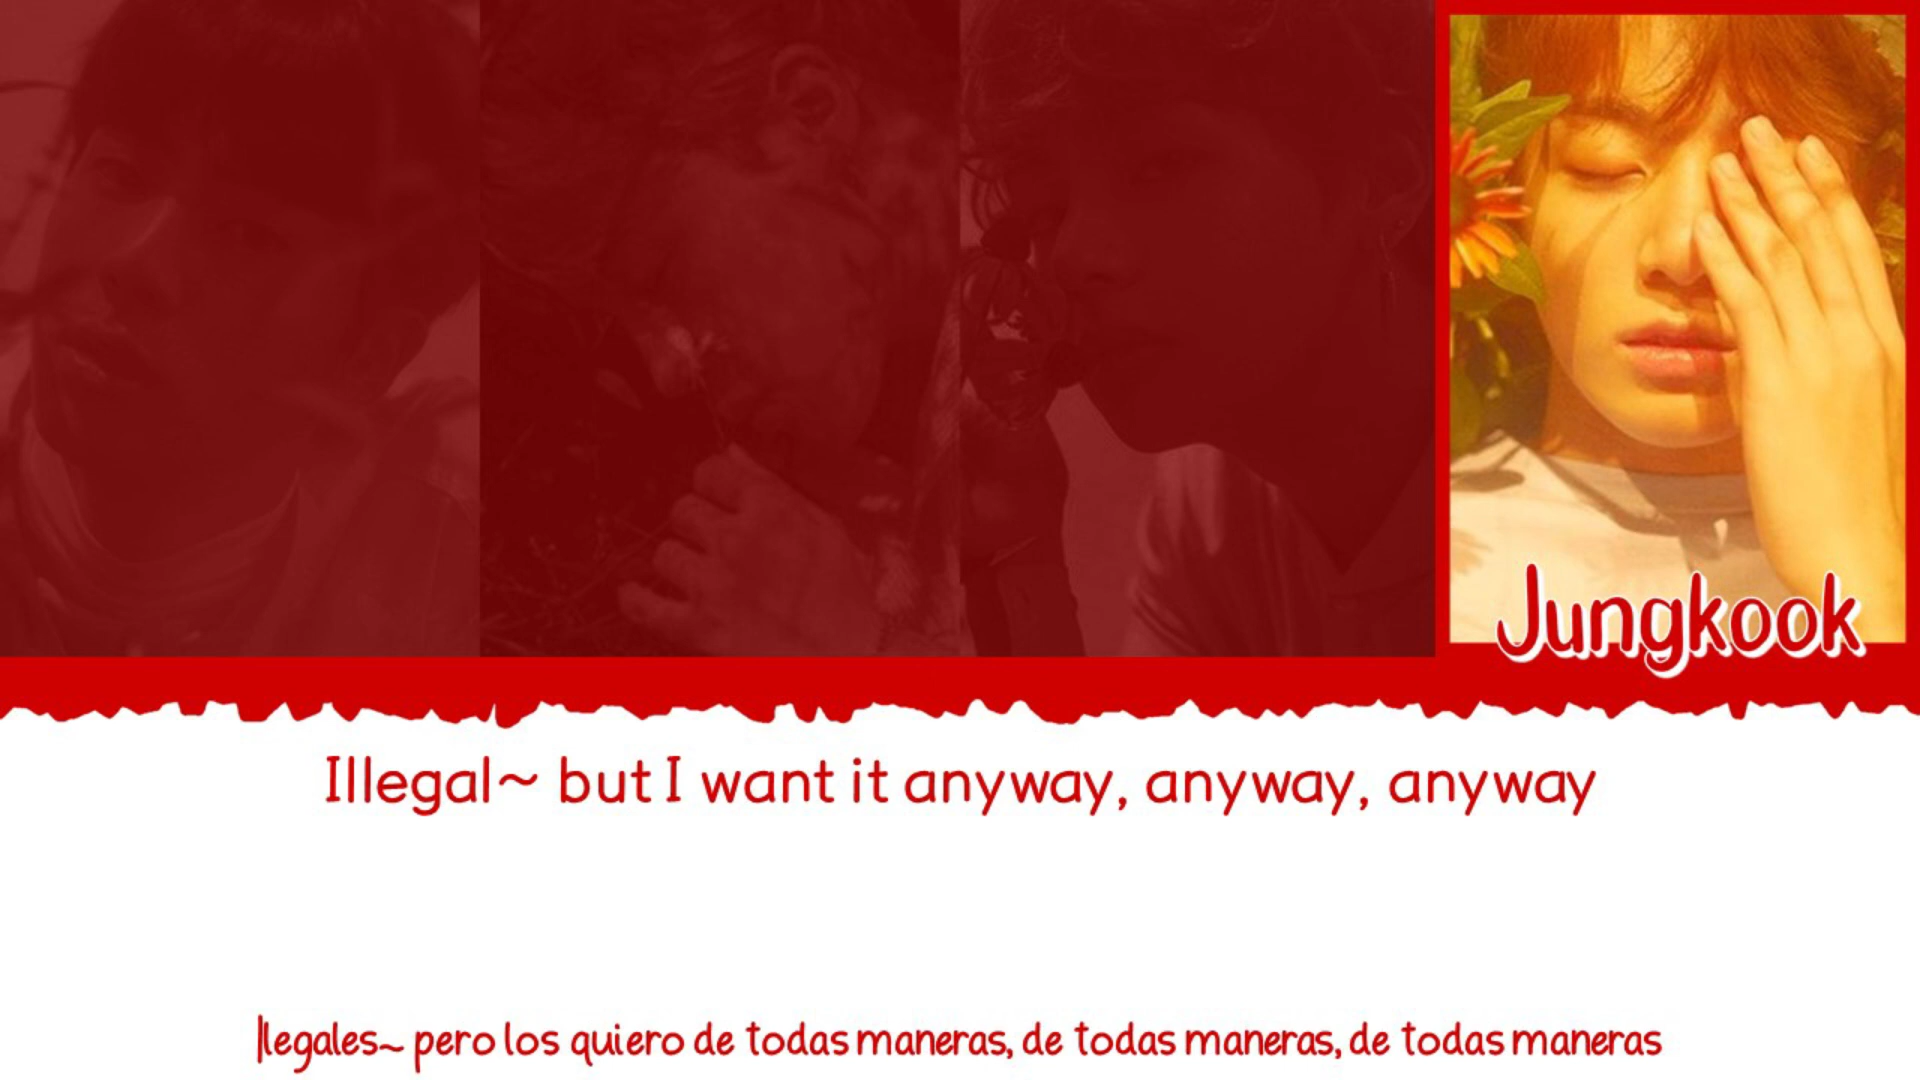 Jungkook
Illegal~ but I want it anyway, anyway, anyway
Ilegales~ pero los quiero de todas maneras, de todas maneras, de todas maneras